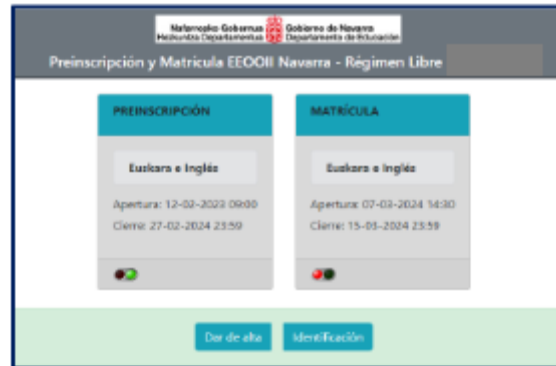 Nafarroako Gobernua Gobierno de Navarra
Hezkuntza Departamentua Departamento de Educación
Preinscripción y Matrícula EEOOII Navarra - Régimen Libre
PREINSCRIPCIÓN
Euskara e Inglés
Apertura: 12-02-2023 09:00
Cierre: 27-02-2024 23:59
MATRÍCULA
Euskara e Inglés
Apertura: 07-03-2024 14:30
Cierre: 15-03-2024 23:59
Dar de alta
Identificación